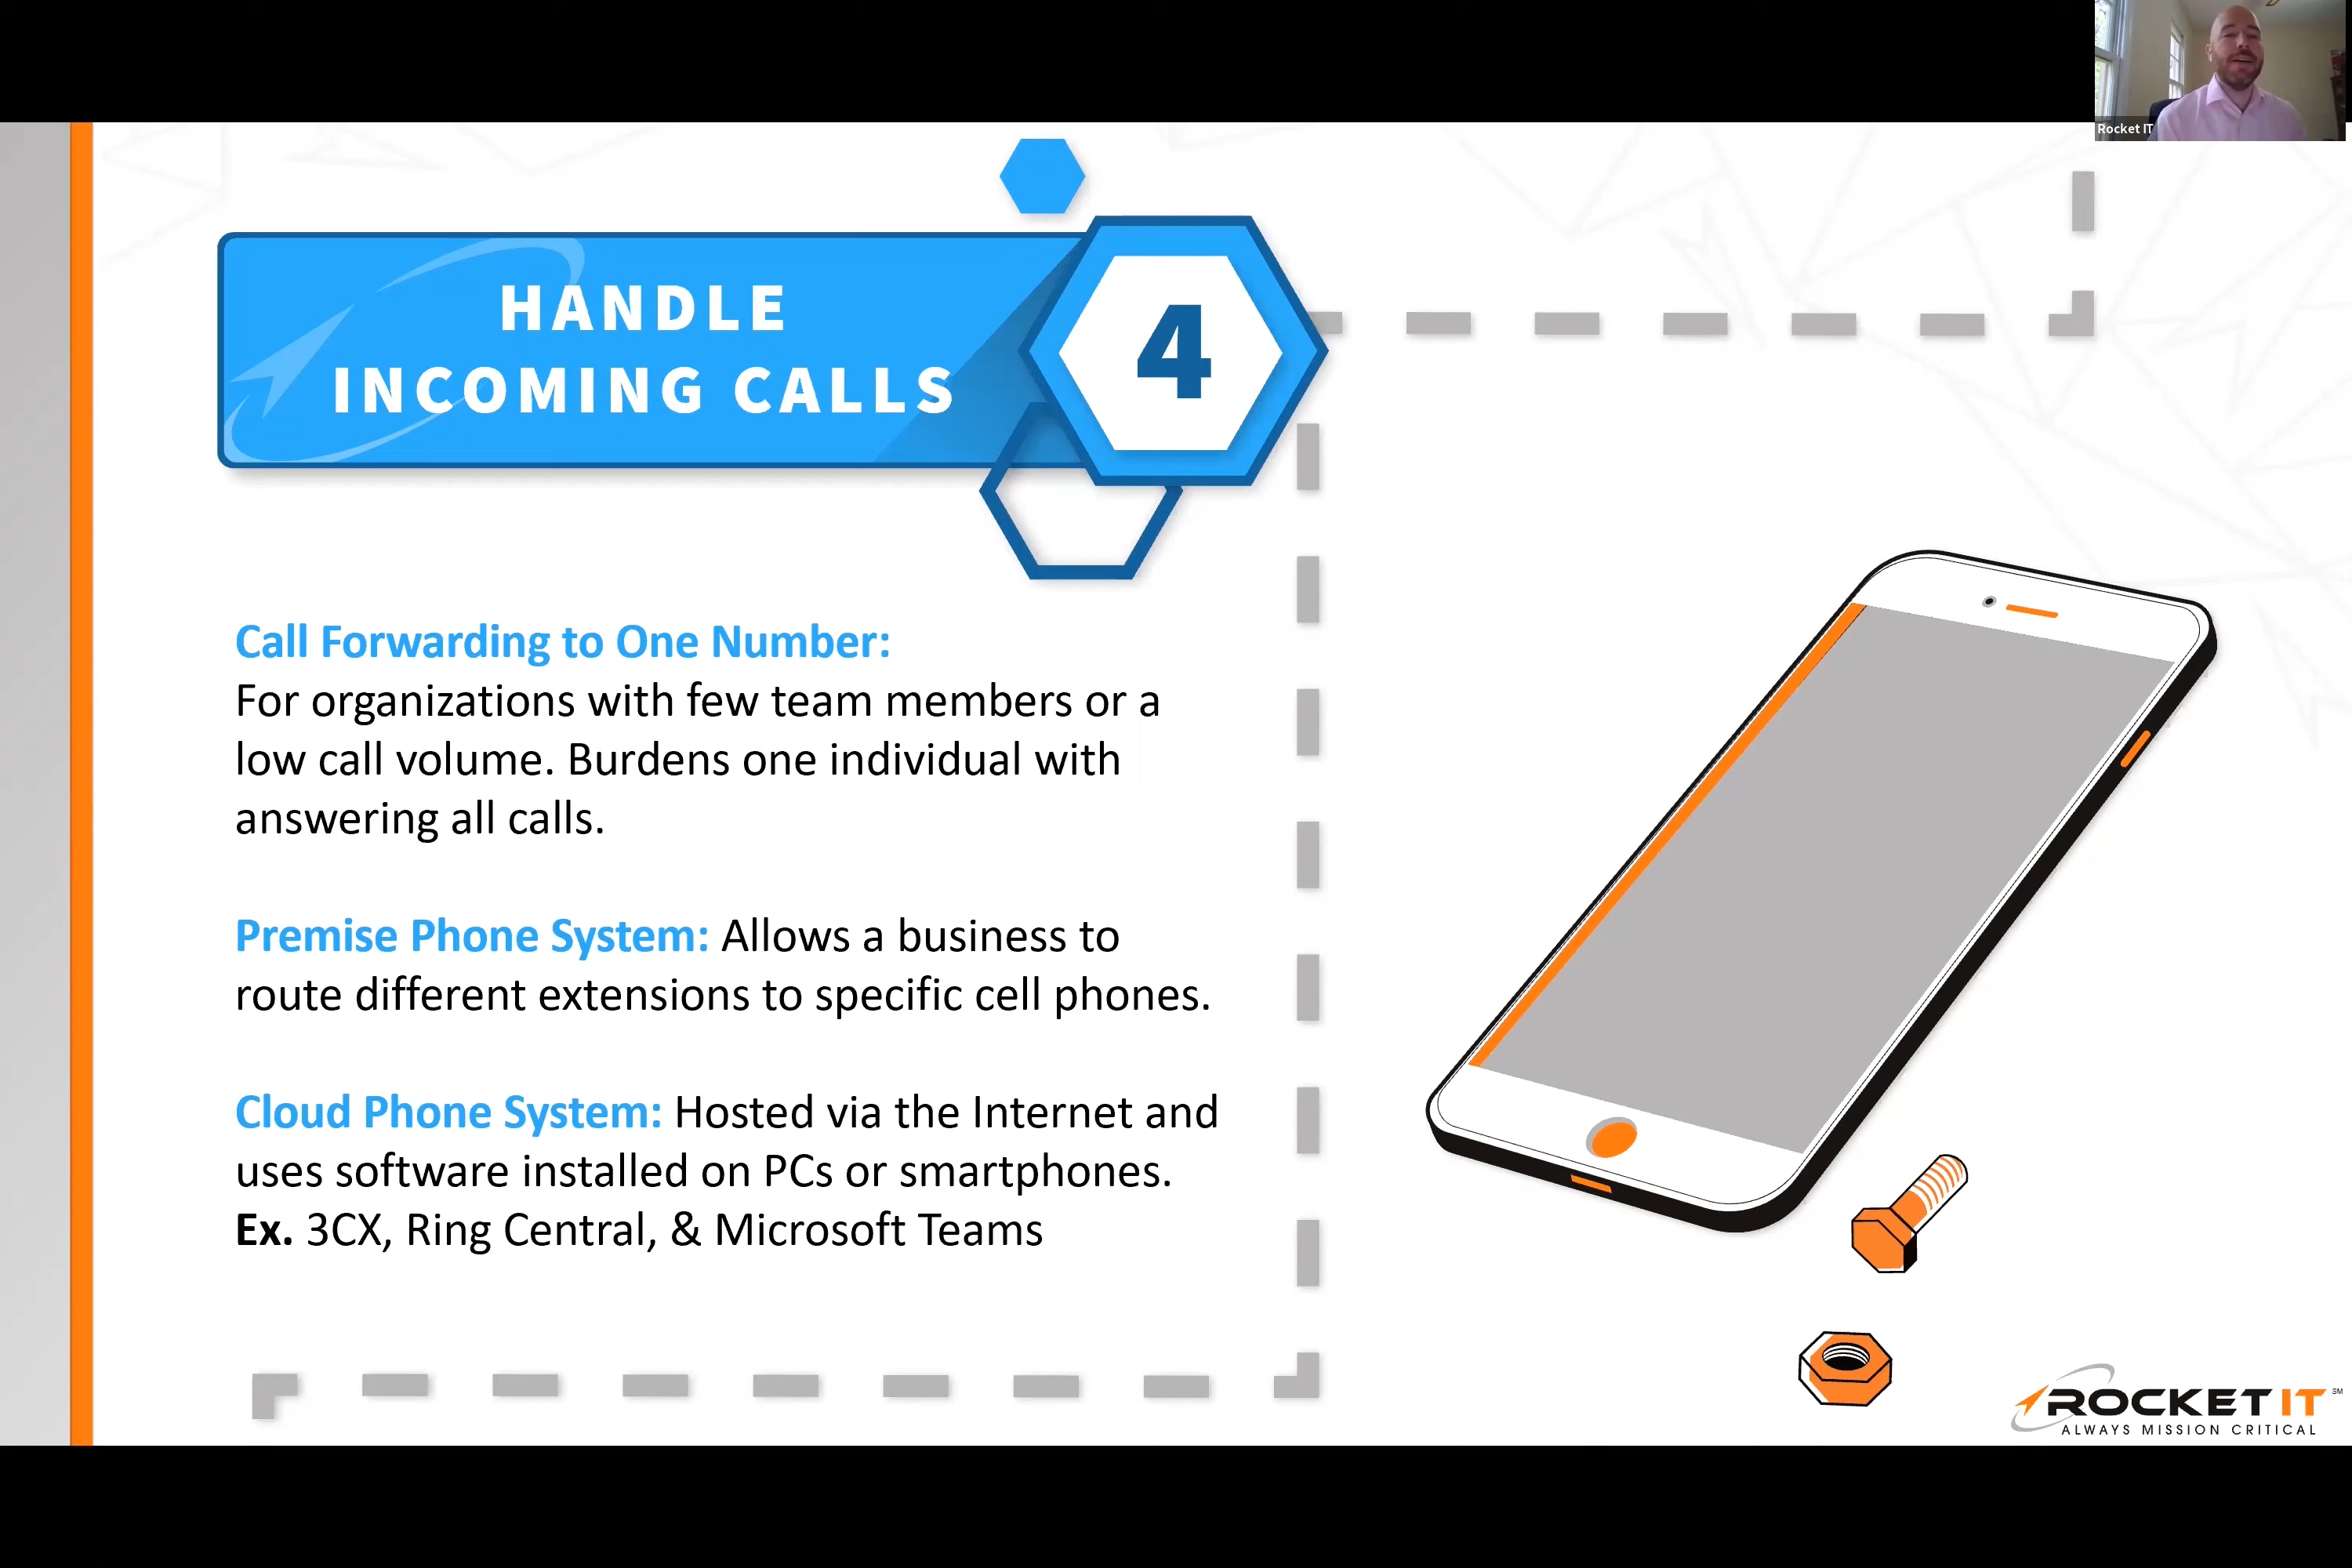 Rocket IT
HANDLE
INCOMING CALLS
4
Call Forwarding to One Number:
For organizations with few team members or a
low call volume. Burdens one individual with
answering all calls.
Premise Phone System: Allows a business to
route different extensions to specific cell phones.
Cloud Phone System: Hosted via the Internet and
uses software installed on PCs or smartphones.
Ex. 3CX, Ring Central, & Microsoft Teams
ROCKET IT SM
ALWAYS MISSION CRITICAL